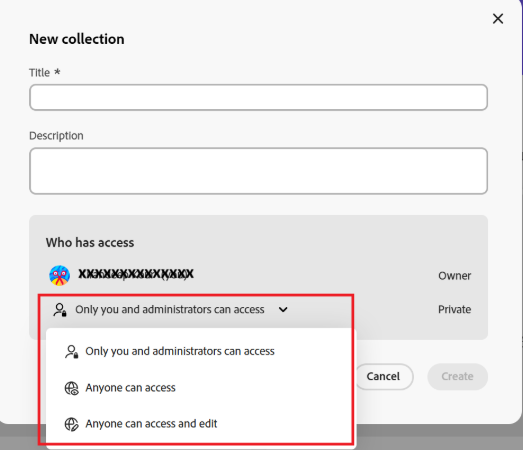 New collection
Title *
Description
Who has access
XXXXXXXXXXXXXXX
Owner
Only you and administrators can access
Private
Only you and administrators can access
Anyone can access
Anyone can access and edit
Cancel
Create